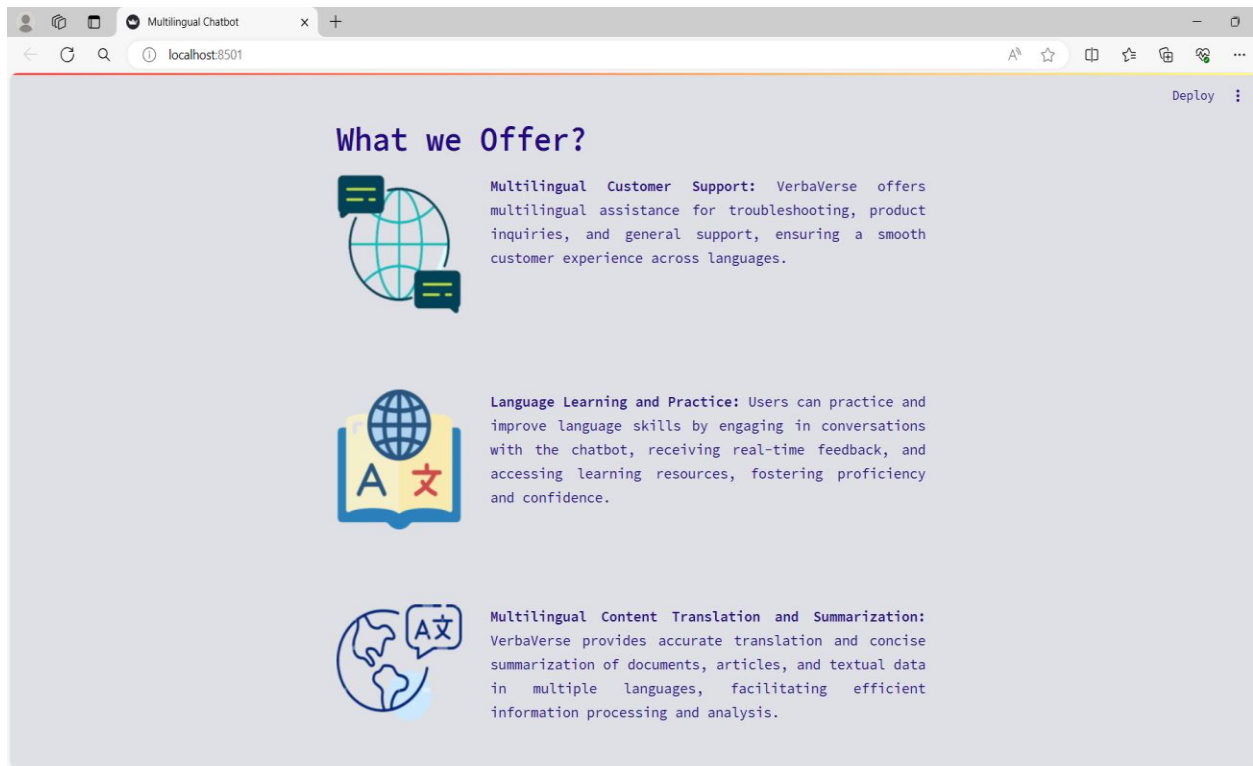 Multilingual Chatbot
localhost:8501
Deploy
What we Offer?
Multilingual Customer Support: VerbaVerse offers
multilingual assistance for troubleshooting, product
inquiries, and general support, ensuring a smooth
customer experience across languages.
Language Learning and Practice: Users can practice and
improve language skills by engaging in conversations
with the chatbot, receiving real-time feedback, and
accessing learning resources, fostering proficiency
and confidence.
A 文
A文
Multilingual Content Translation and Summarization:
VerbaVerse provides accurate translation and concise
summarization of documents, articles, and textual data
in multiple languages, facilitating efficient
information processing and analysis.